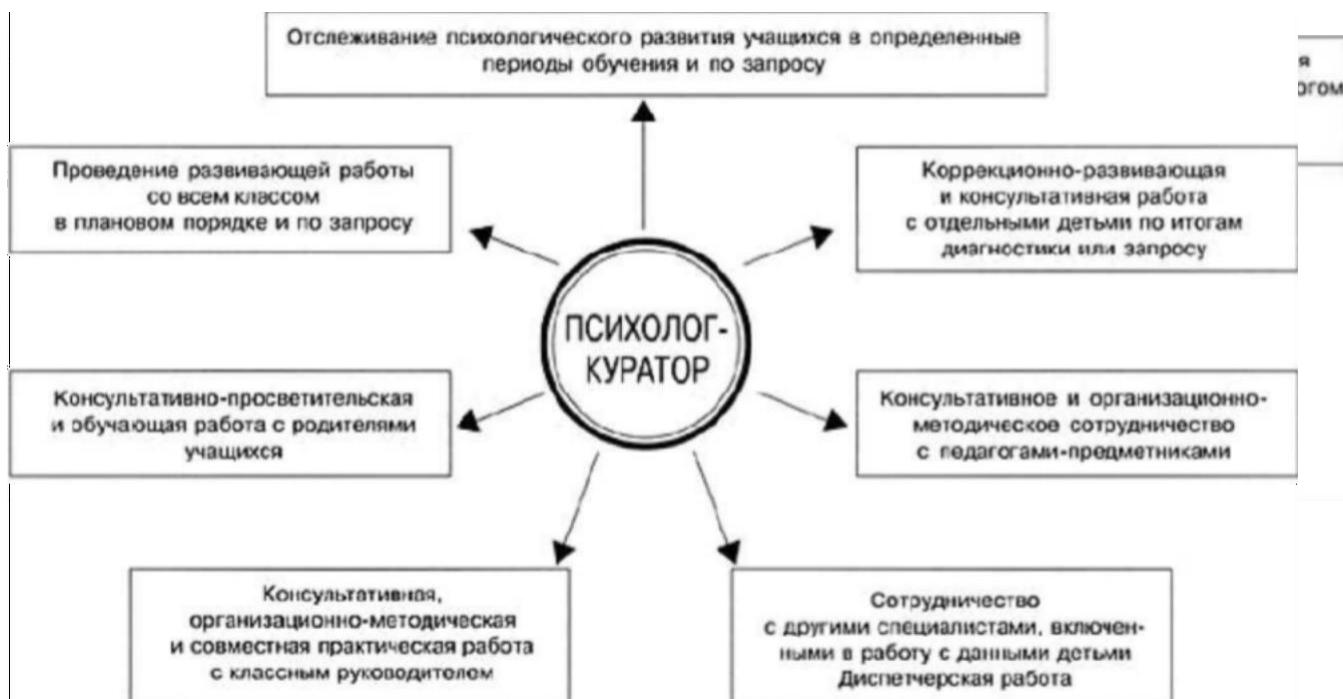 Отслеживание психологического развития учащихся в определенные
периоды обучения и по запросу
я
огом
Проведение развивающей работы
со всем классом
в плановом порядке и по запросу
Коррекционно-развивающая
и консультативная работа
с отдельными детьми по итогам
диагностики или запросу
ПСИХОЛОГ-
КУРАТОР
Консультативно-просветительская
и обучающая работа с родителями
учащихся
Консультативное и организационно-
методическое сотрудничество
с педагогами-предметниками
Консультативная,
организационно-методическая
и совместная практическая работа
с классным руководителем
Сотрудничество
с другими специалистами, включен-
ными в работу с данными детьми
Диспетчерская работа